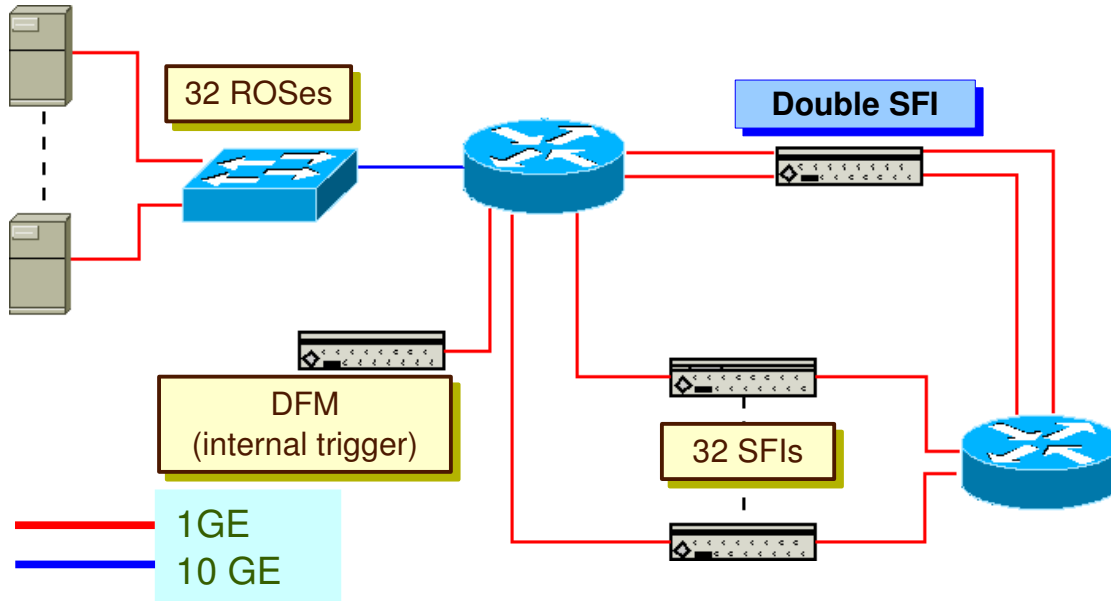 32 ROSes
Double SFI
DFM
(internal trigger)
32 SFIs
1GE
10 GE